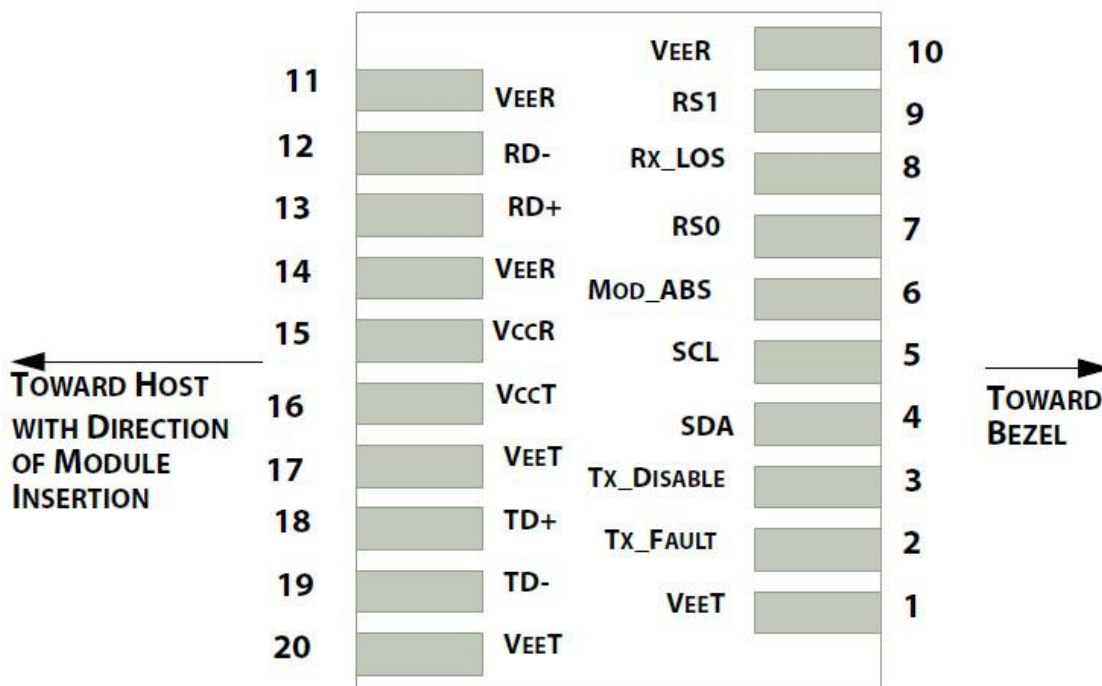 11 VEER
12 RD-
13 RD+
14 VEER
15 VCCR
16 VCCT
17 VEET
18 TD+
19 TD-
20 VEET
VEER 10
RS1 9
RX_LOS 8
RS0 7
MOD_ABS 6
SCL 5
SDA 4
TX_DISABLE 3
TX_FAULT 2
VEET 1
TOWARD HOST
WITH DIRECTION
OF MODULE
INSERTION
TOWARD
BEZEL